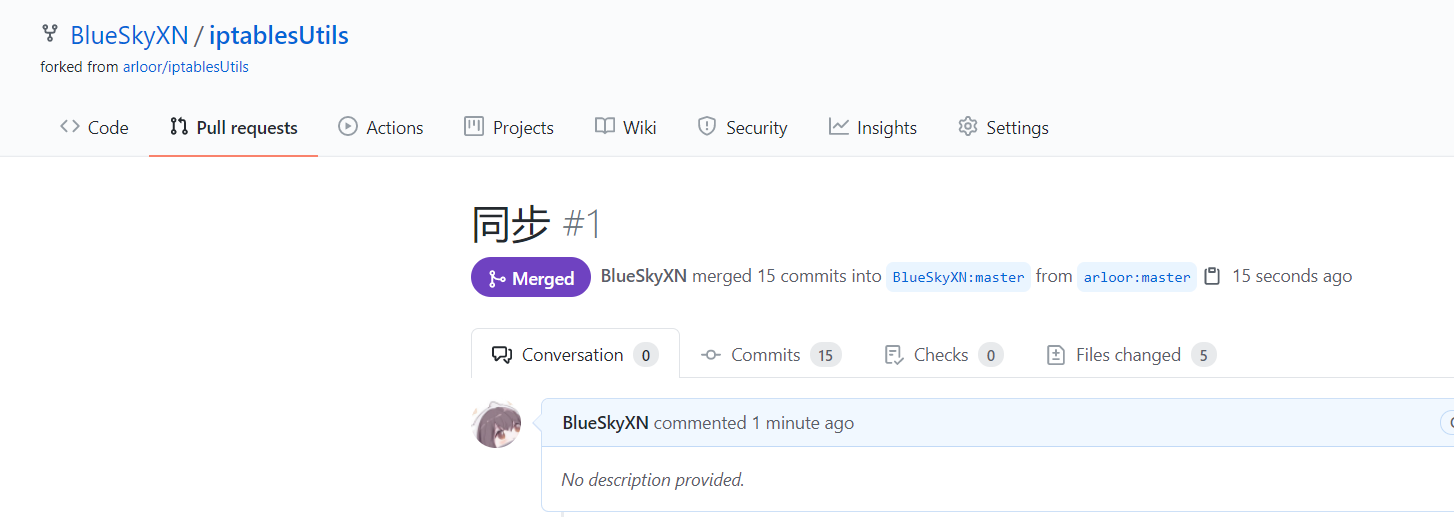 BlueSkyXN / iptablesUtils
forked from arloor/iptablesUtils
Code Pull requests Actions Projects Wiki Security Insights Settings
同步 #1
Merged BlueSkyXN merged 15 commits into BlueSkyXN:master from arloor:master 15 seconds ago
Conversation 0 Commits 15 Checks 0 Files changed 5
BlueSkyXN commented 1 minute ago
No description provided.